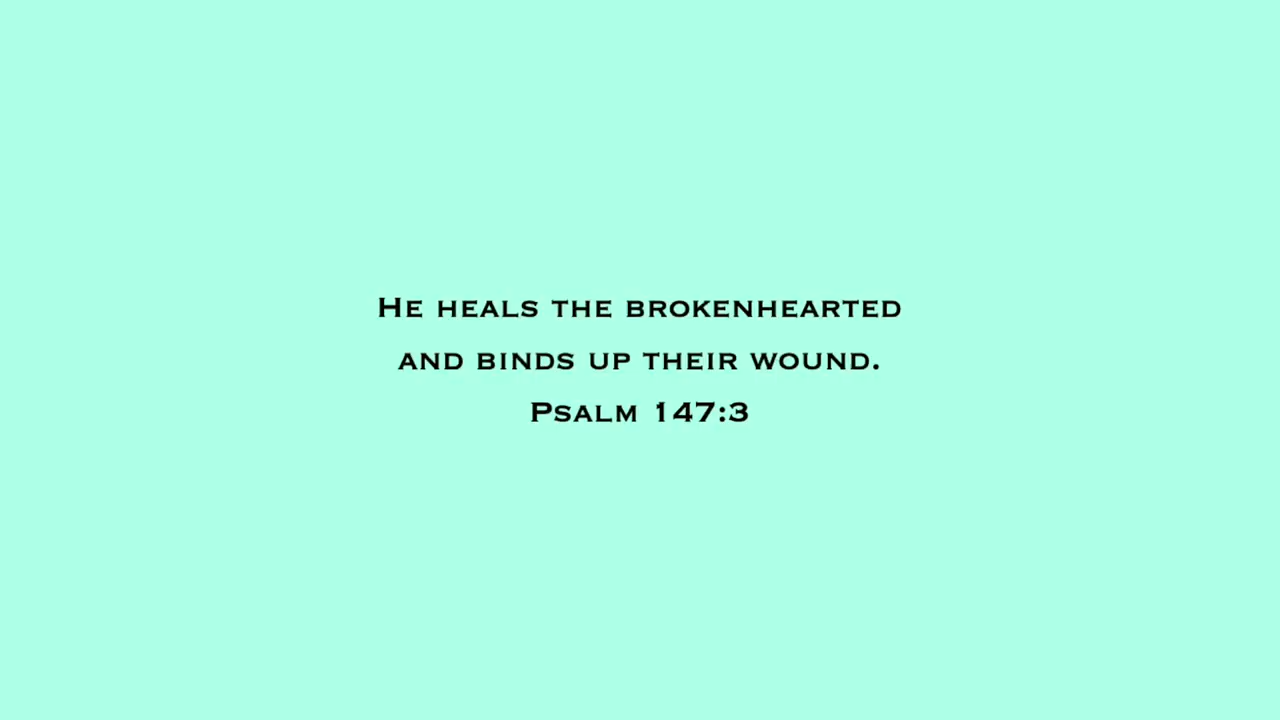 He heals the brokenhearted
and binds up their wound.
Psalm 147:3